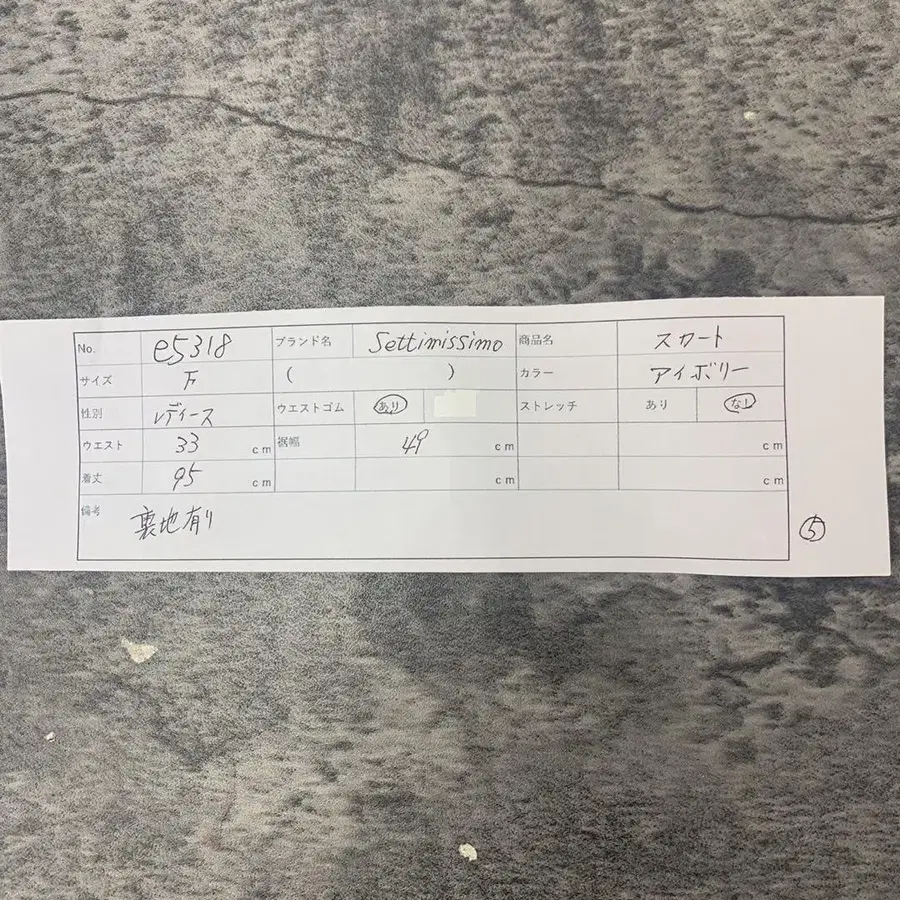 No. e5318 ブランド名 Settimissimo 商品名 スカート
サイズ F ( ) カラー アイボリー
性別 レディース ウエストゴム あり ストレッチ あり なし
ウエスト 33 cm 裾幅 49 cm cm
着丈 95 cm cm cm
備考 裏地有り
⑤